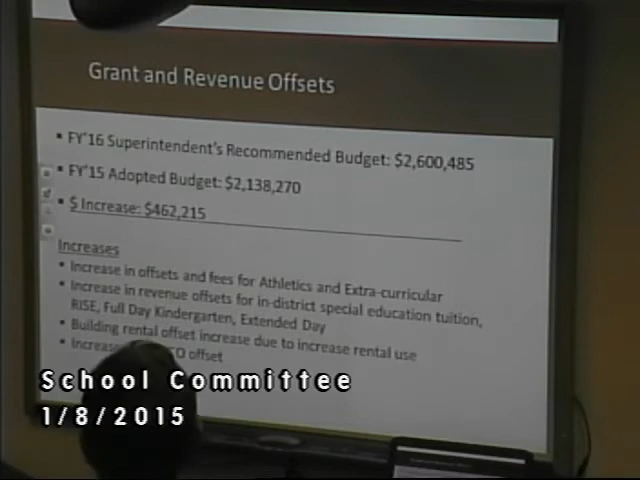 Grant and Revenue Offsets
▪ FY'16 Superintendent's Recommended Budget: $2,600,485
▪ FY'15 Adopted Budget: $2,138,270
▪ $ Increase: $462,215
Increases
▪ Increase in offsets and fees for Athletics and Extra-curricular
▪ Increase in revenue offsets for in-district special education tuition,
RISE, Full Day Kindergarten, Extended Day
▪ Building rental offset increase due to increase rental use
▪ offset
School Committee
1/8/2015